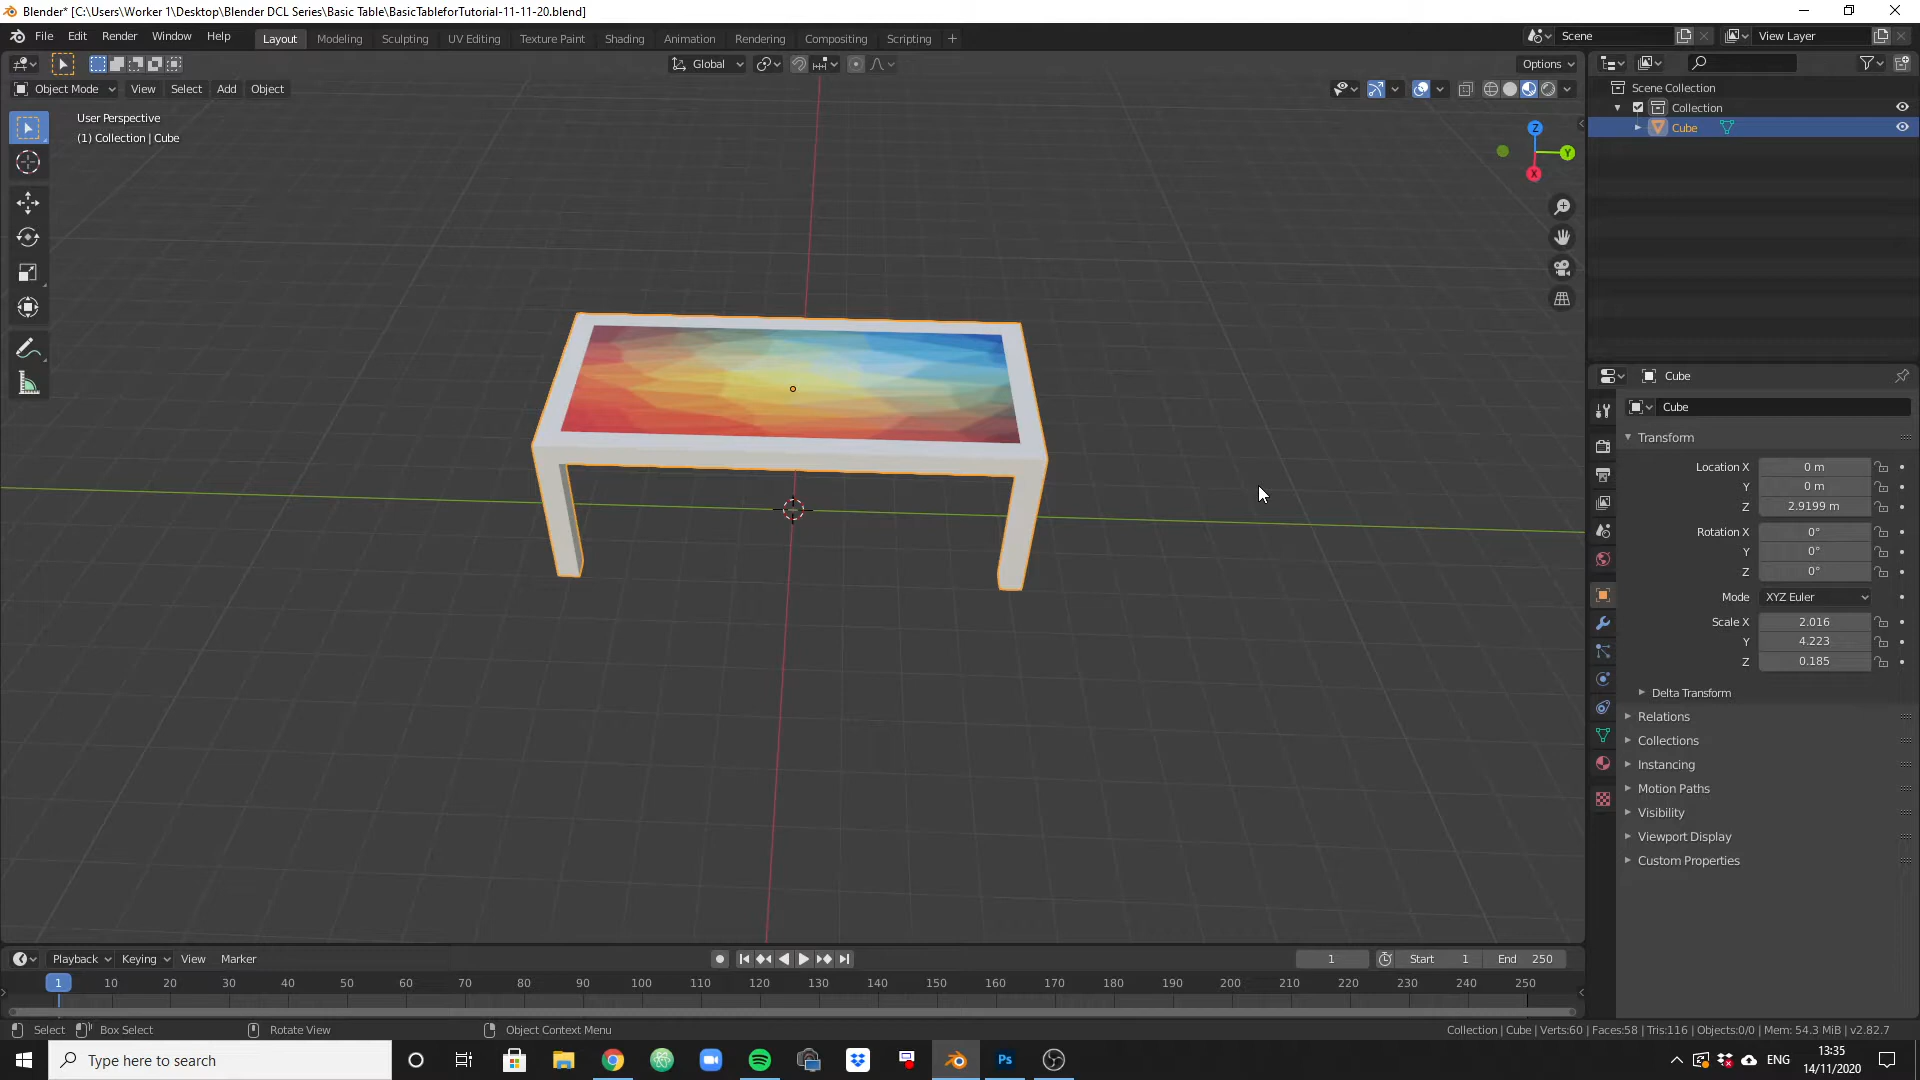 Blender* [C:\Users\Worker 1\Desktop\Blender DCL Series\Basic Table\BasicTableforTutorial-11-11-20.blend]
File Edit Render Window Help Layout Modeling Sculpting UV Editing Texture Paint Shading Animation Rendering Compositing Scripting + Scene View Layer
Global Options
Object Mode View Select Add Object
User Perspective
(1) Collection | Cube
Z
Y
X
Scene Collection
Collection
Cube
Cube
Cube
Transform
Location X 0 m
Y 0 m
Z 2.9199 m
Rotation X 0°
Y 0°
Z 0°
Mode XYZ Euler
Scale X 2.016
Y 4.223
Z 0.185
Delta Transform
Relations
Collections
Instancing
Motion Paths
Visibility
Viewport Display
Custom Properties
Playback Keying View Marker 1 Start 1 End 250
1 10 20 30 40 50 60 70 80 90 100 110 120 130 140 150 160 170 180 190 200 210 220 230 240 250
Select Box Select Rotate View Object Context Menu Collection | Cube | Verts:60 | Faces:58 | Tris:116 | Objects:0/0 | Mem: 54.3 MiB | v2.82.7
Type here to search Ps ENG
13:35
14/11/2020